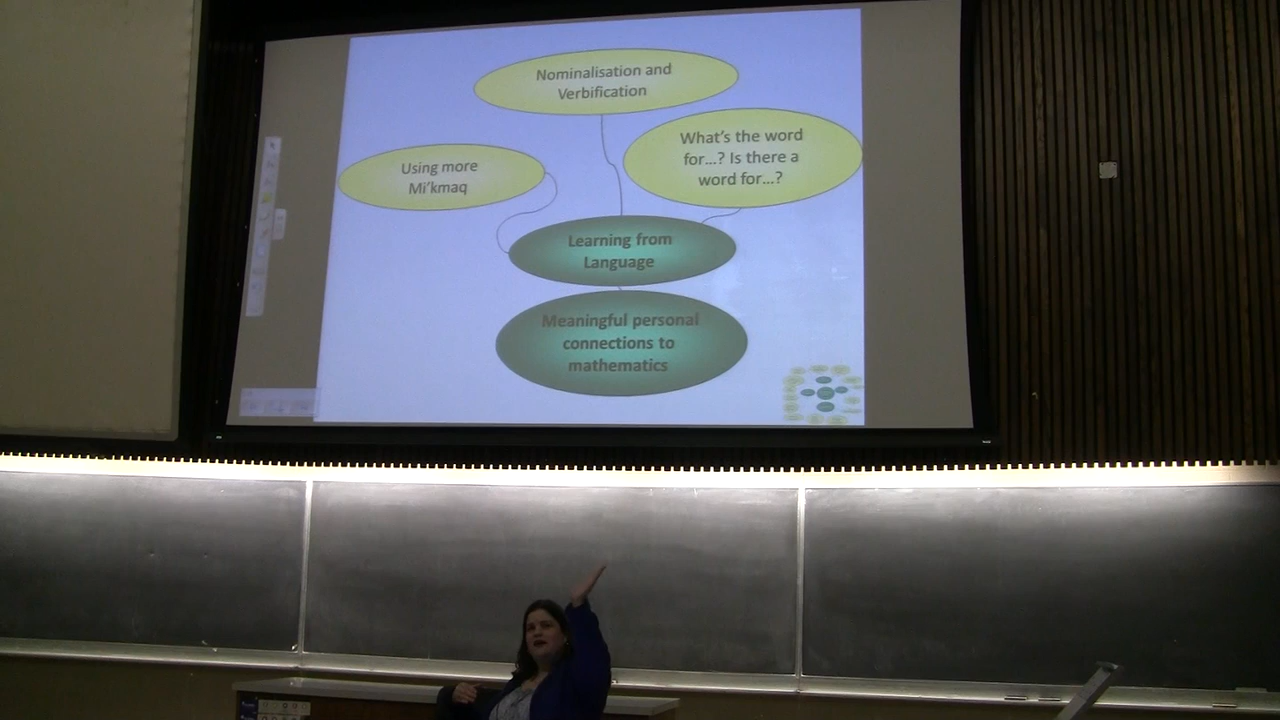 Nominalisation and
Verbification
What's the word
for...? Is there a
word for...?
Using more
Mi'kmaq
Learning from
Language
Meaningful personal
connections to
mathematics